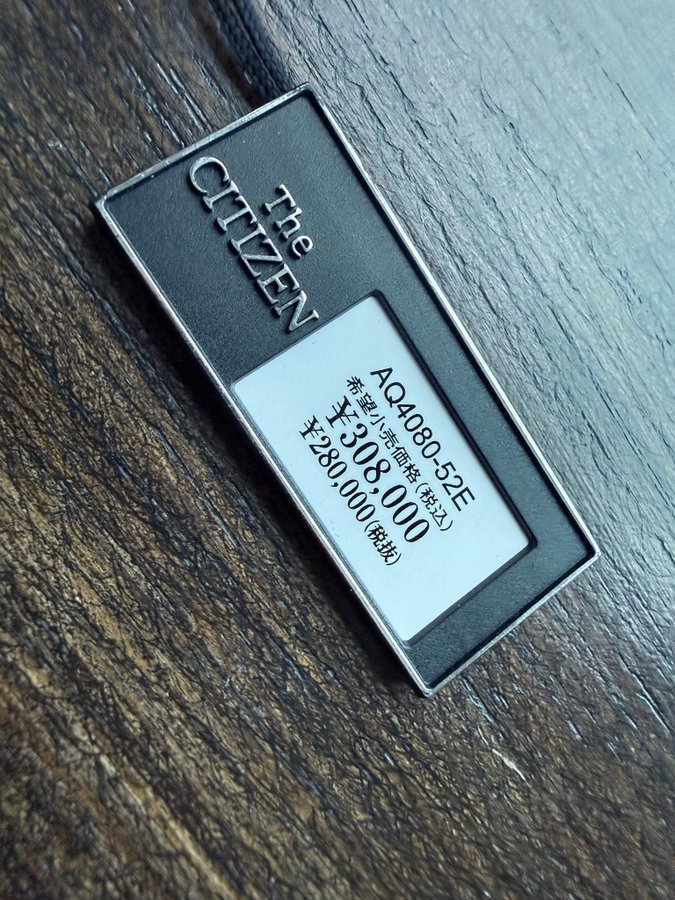 The
CITIZEN
AQ4080-52E
希望小売価格(税込)
¥308,000
¥280,000(税抜)